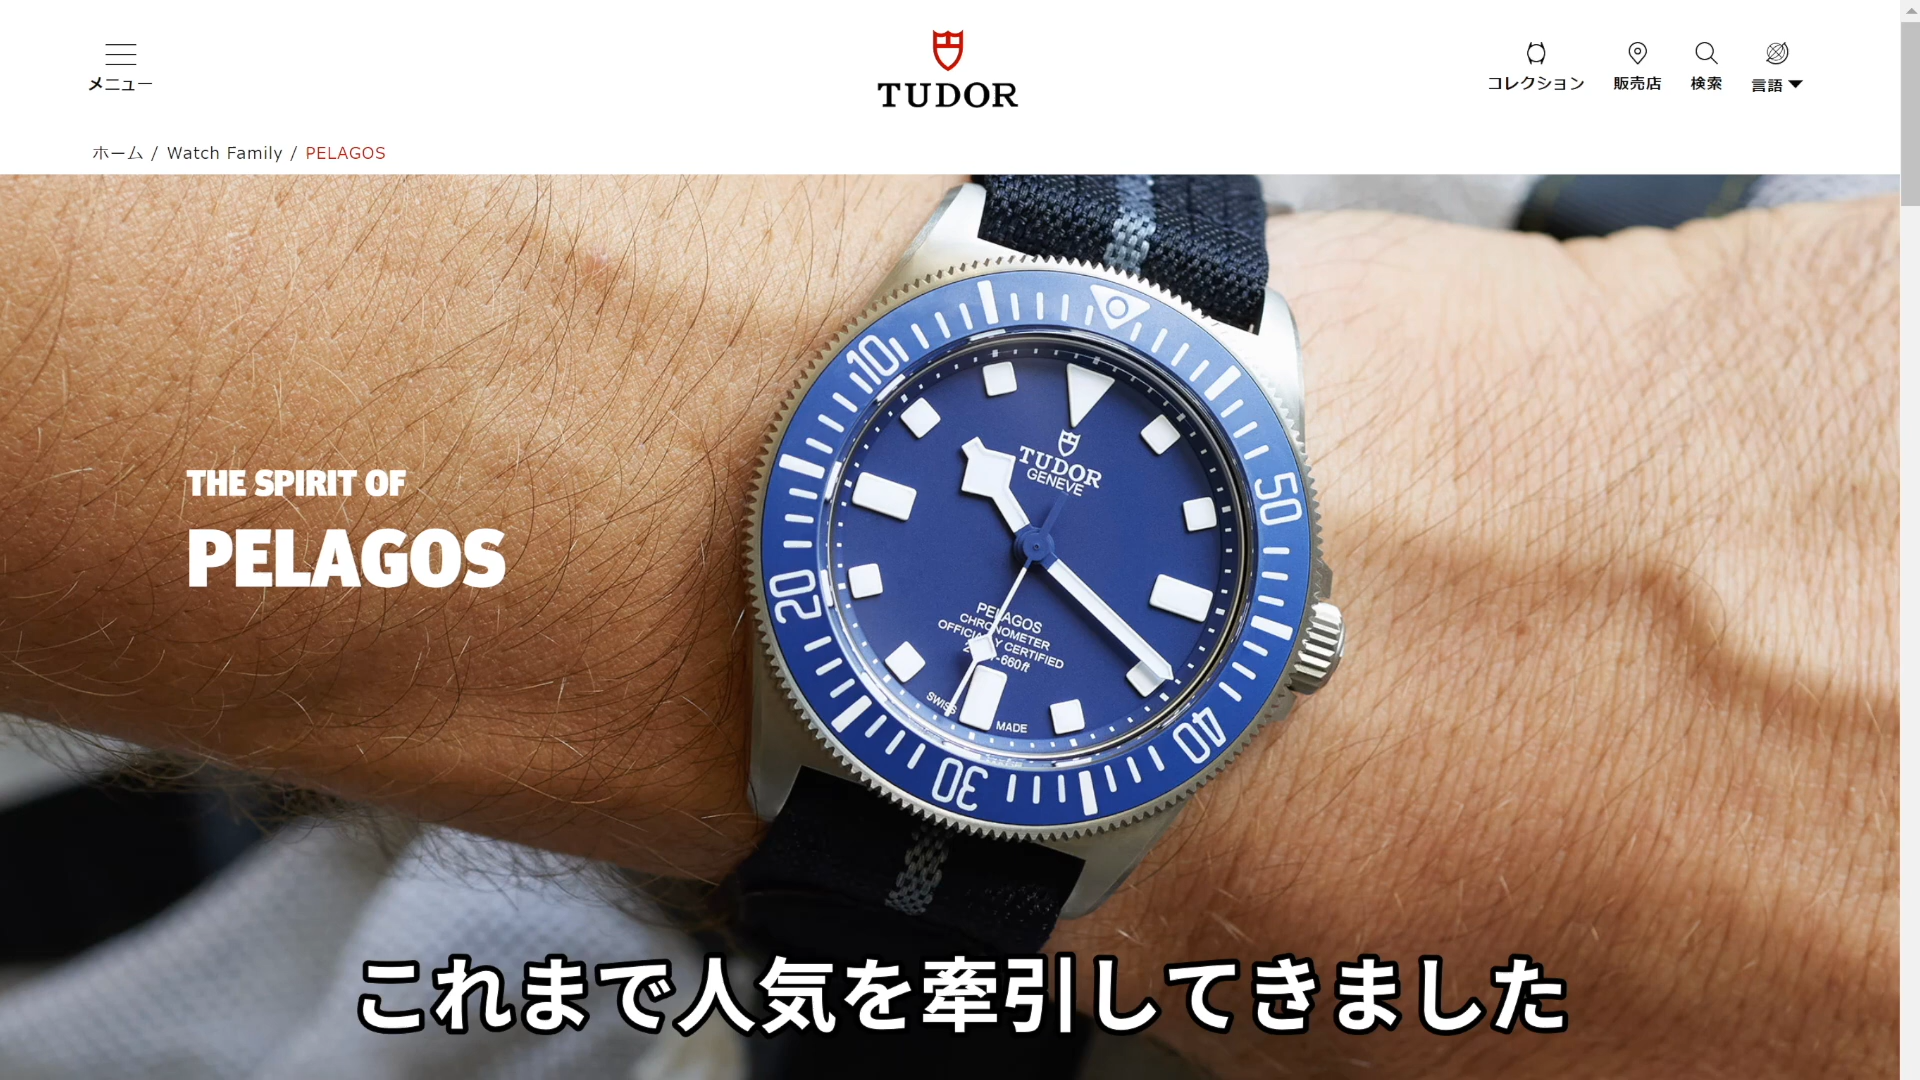 メニュー
TUDOR
コレクション
販売店
検索
言語
ホーム / Watch Family / PELAGOS
THE SPIRIT OF
PELAGOS
10
50
20
40
30
TUDOR
GENEVE
PELAGOS
CHRONOMETER
OFFICIALLY CERTIFIED
660ft
SWISS
MADE
これまで人気を牽引してきました